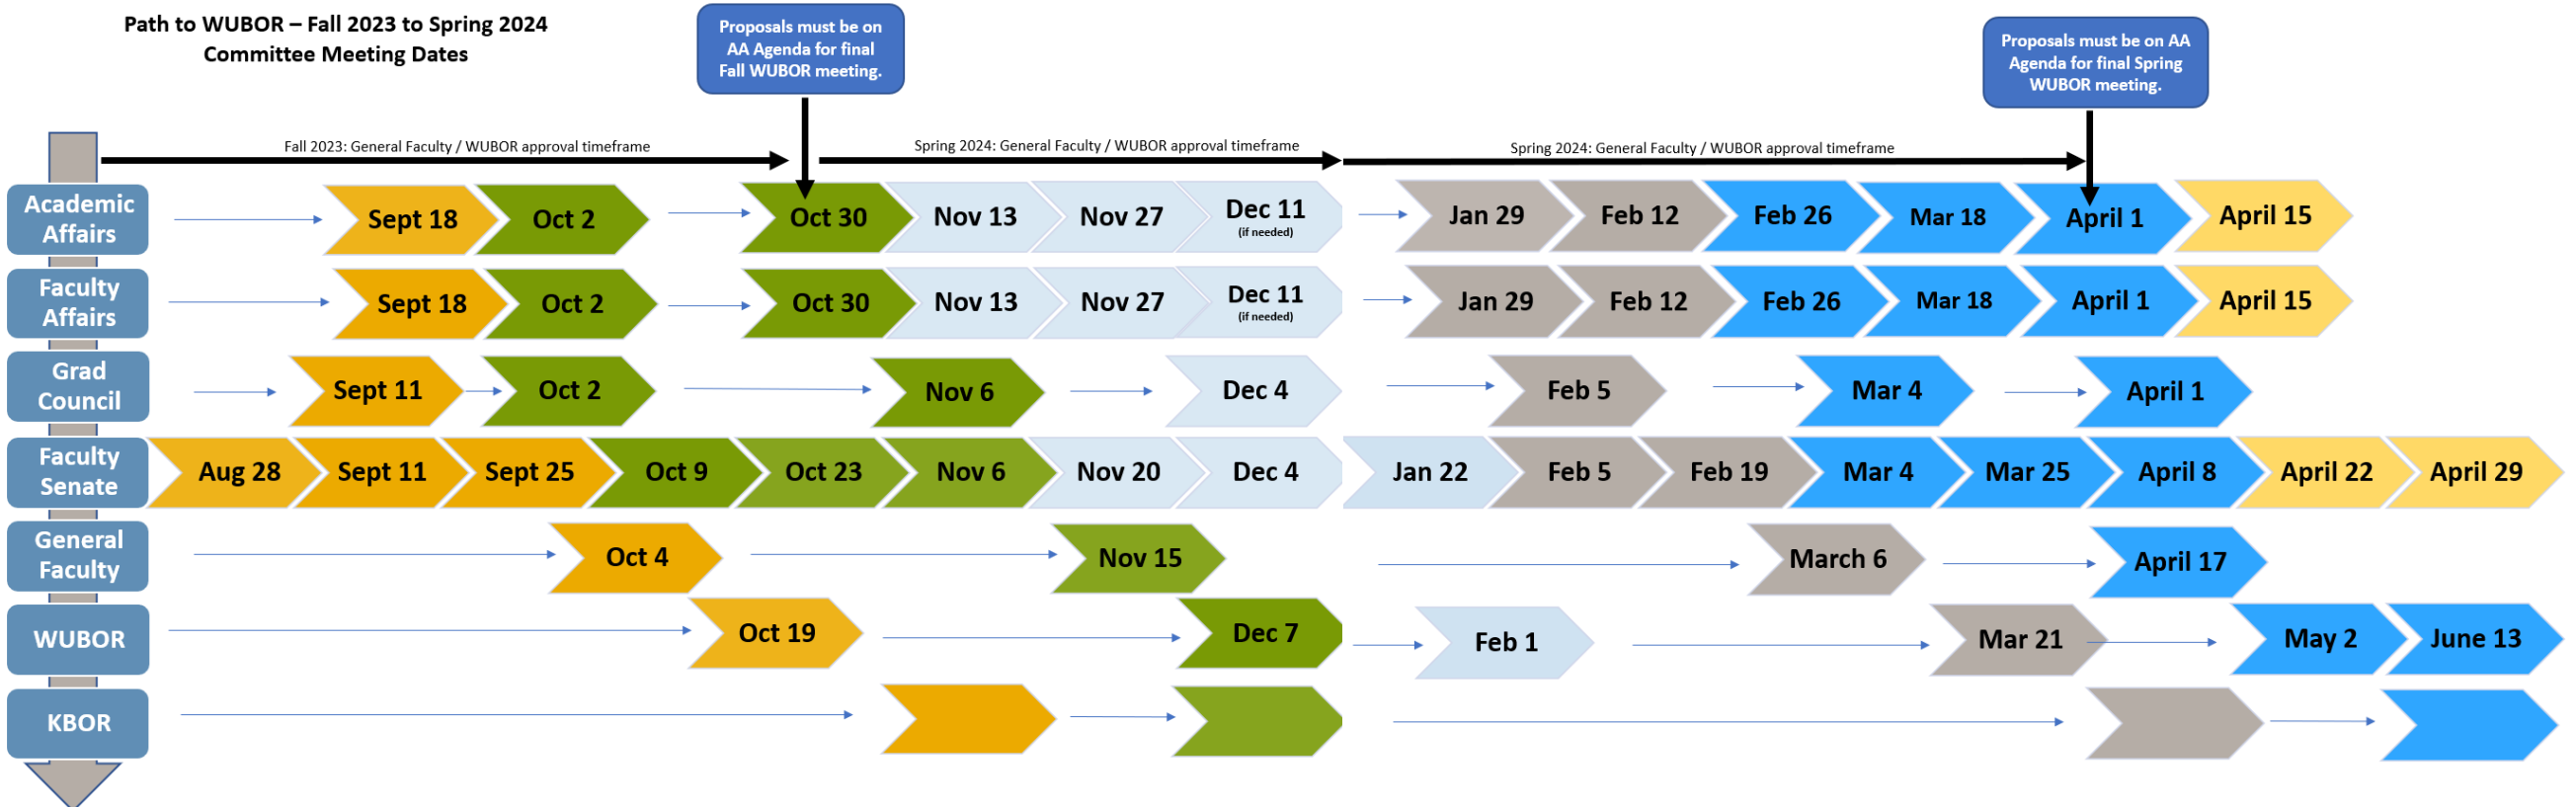 Path to WUBOR – Fall 2023 to Spring 2024
Committee Meeting Dates
Proposals must be on
AA Agenda for final
Fall WUBOR meeting.
Proposals must be on AA
Agenda for final Spring
WUBOR meeting.
Fall 2023: General Faculty / WUBOR approval timeframe
Spring 2024: General Faculty / WUBOR approval timeframe
Spring 2024: General Faculty / WUBOR approval timeframe
Academic
Affairs
Sept 18
Oct 2
Oct 30
Nov 13
Nov 27
Dec 11
(if needed)
Jan 29
Feb 12
Feb 26
Mar 18
April 1
April 15
Faculty
Affairs
Sept 18
Oct 2
Oct 30
Nov 13
Nov 27
Dec 11
(if needed)
Jan 29
Feb 12
Feb 26
Mar 18
April 1
April 15
Grad
Council
Sept 11
Oct 2
Nov 6
Dec 4
Feb 5
Mar 4
April 1
Faculty
Senate
Aug 28
Sept 11
Sept 25
Oct 9
Oct 23
Nov 6
Nov 20
Dec 4
Jan 22
Feb 5
Feb 19
Mar 4
Mar 25
April 8
April 22
April 29
General
Faculty
Oct 4
Nov 15
March 6
April 17
WUBOR
Oct 19
Dec 7
Feb 1
Mar 21
May 2
June 13
KBOR